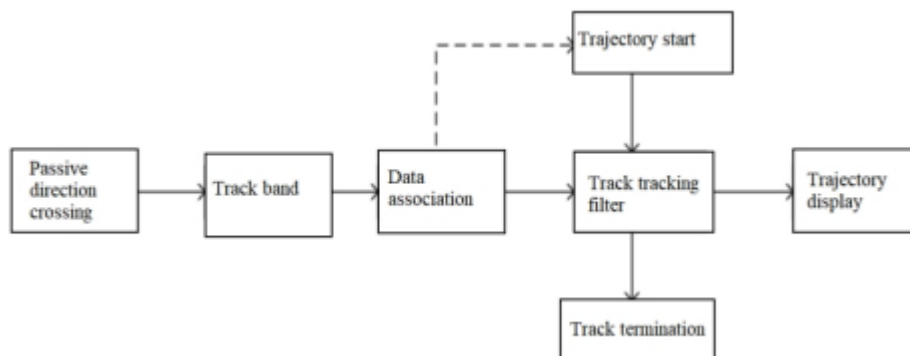 Trajectory start
Passive
direction
crossing
Track band
Data
association
Track tracking
filter
Trajectory
display
Track termination